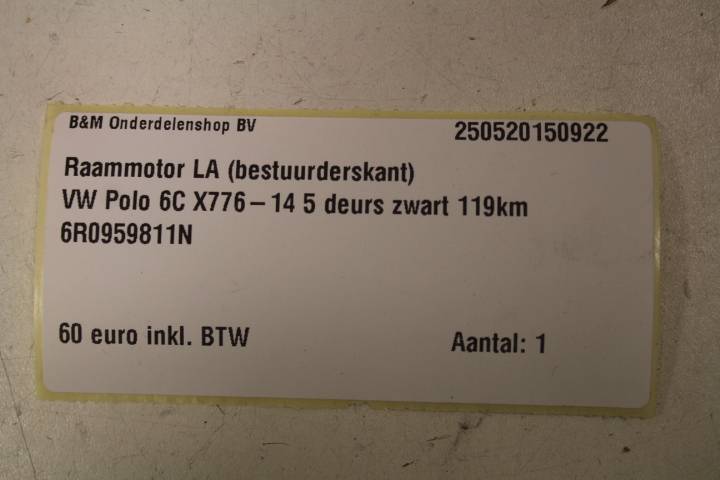 B&M Onderdelenshop BV 250520150922
Raammotor LA (bestuurderskant)
VW Polo 6C X776-14 5 deurs zwart 119km
6R0959811N
60 euro inkl. BTW Aantal: 1